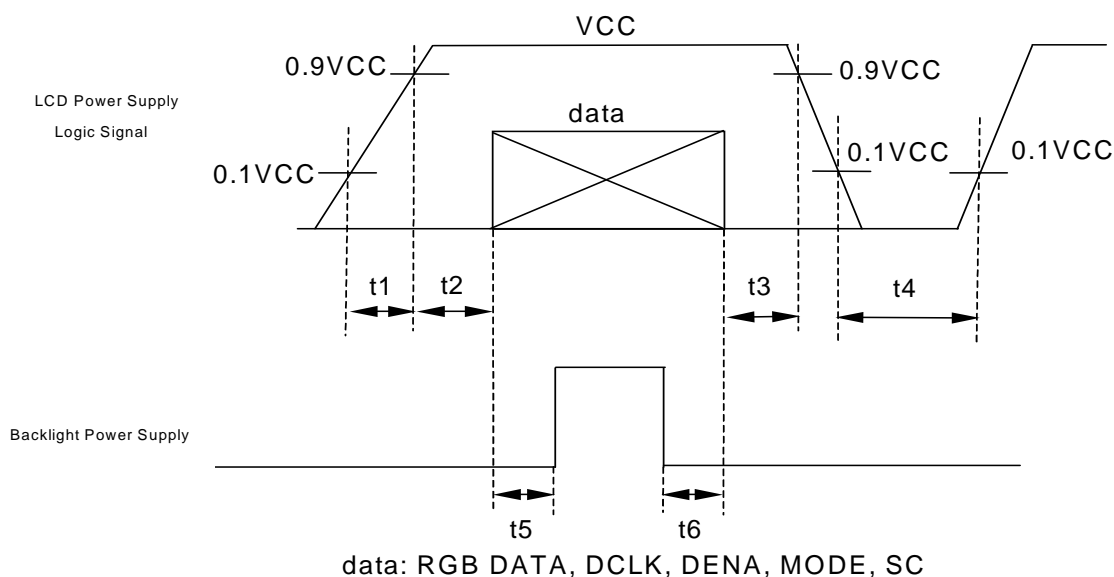 VCC
0.9VCC
0.9VCC
LCD Power Supply
Logic Signal
data
0.1VCC
0.1VCC
0.1VCC
t1
t2
t3
t4
Backlight Power Supply
t5
t6
data: RGB DATA, DCLK, DENA, MODE, SC